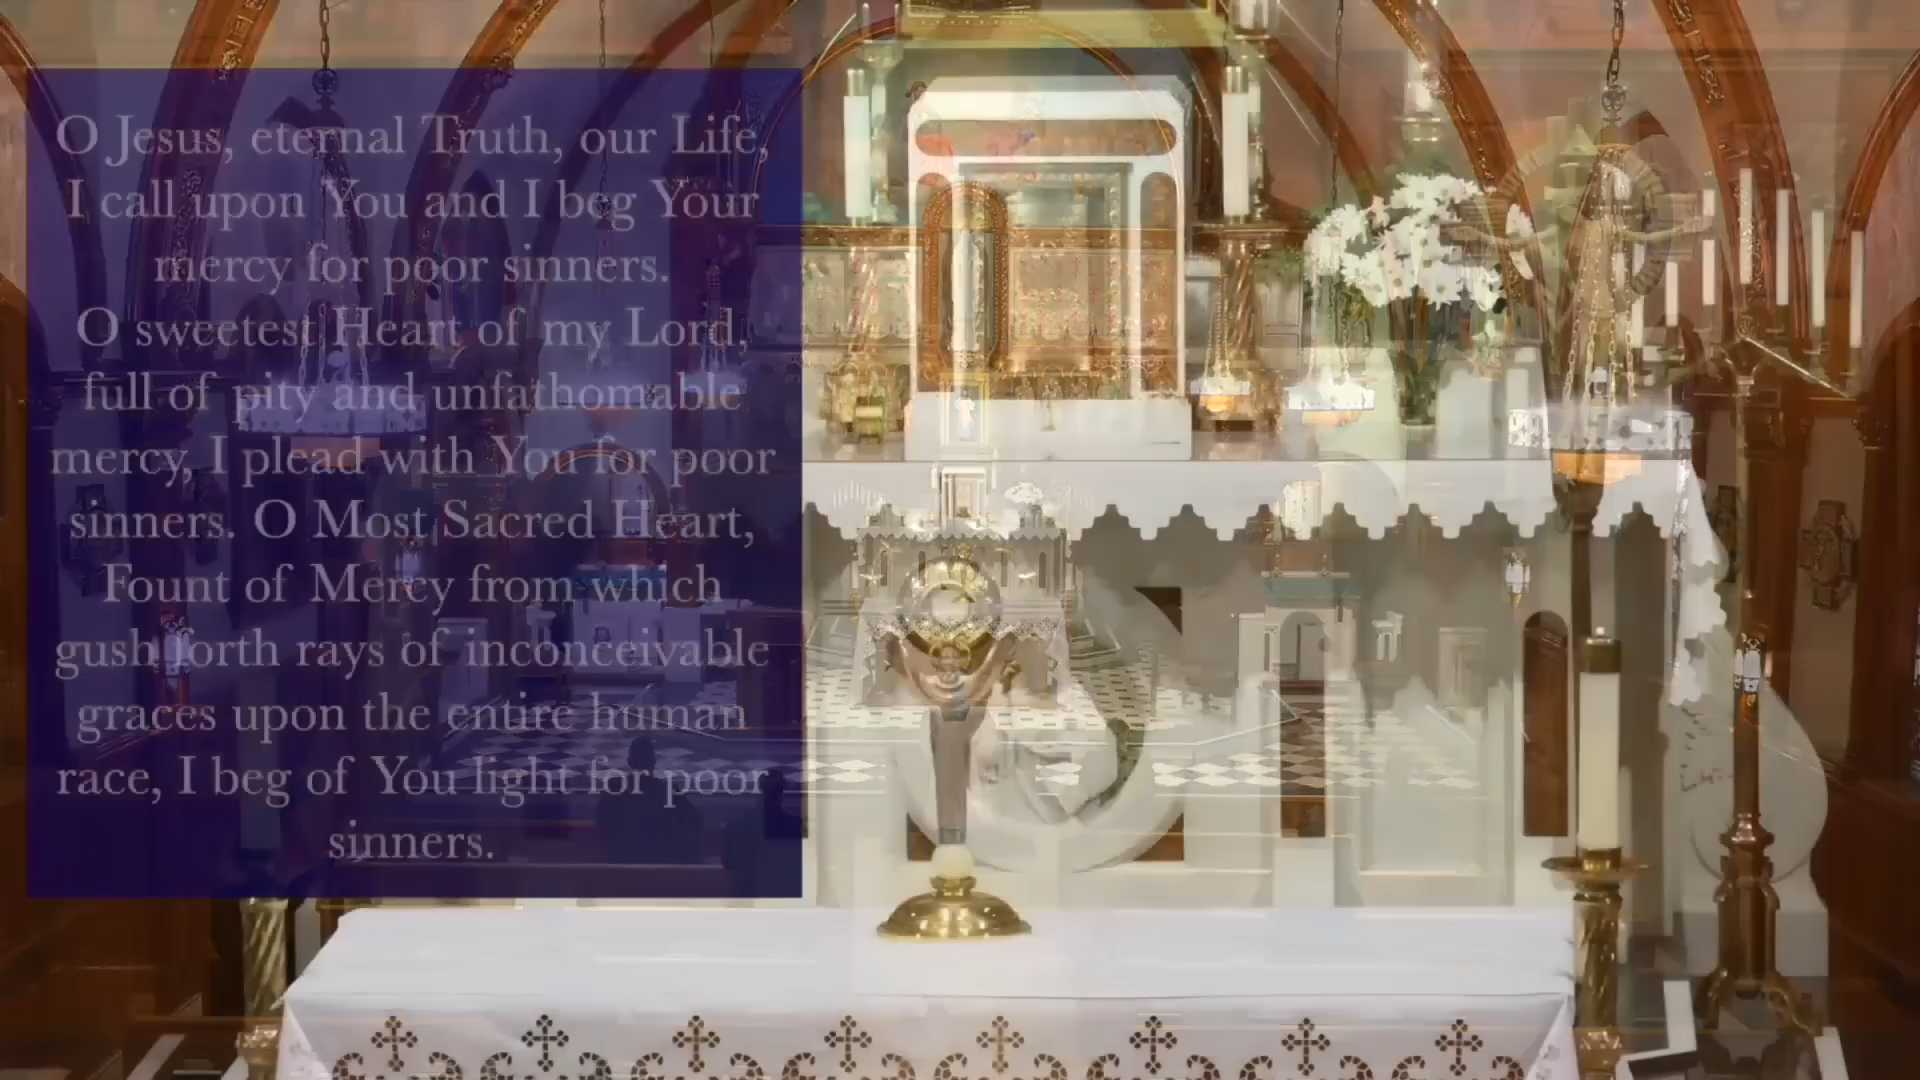 O Jesus, eternal Truth, our Life,
I call upon You and I beg Your
mercy for poor sinners.
O sweetest Heart of my Lord,
full of pity and unfathomable
mercy, I plead with You for poor
sinners. O Most Sacred Heart,
Fount of Mercy from which
gush forth rays of inconceivable
graces upon the entire human
race, I beg of You light for poor
sinners.